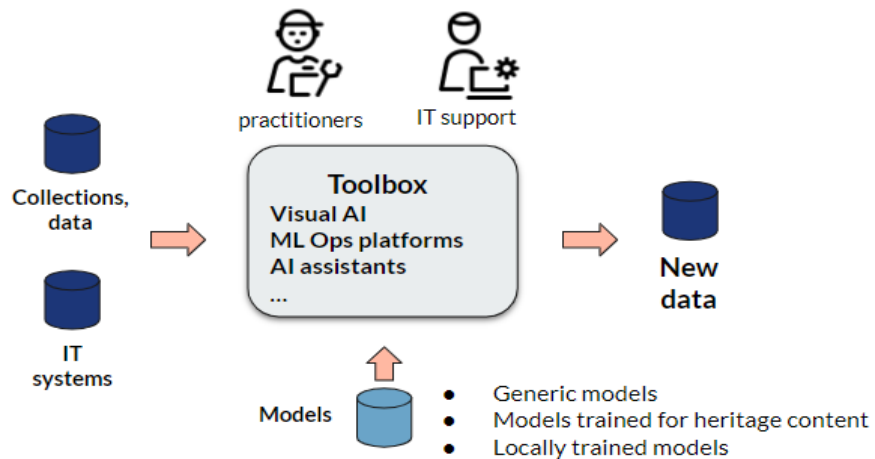 practitioners
IT support
Collections,
data
Toolbox
Visual AI
ML Ops platforms
AI assistants
...
New
data
IT
systems
Models
● Generic models
● Models trained for heritage content
● Locally trained models